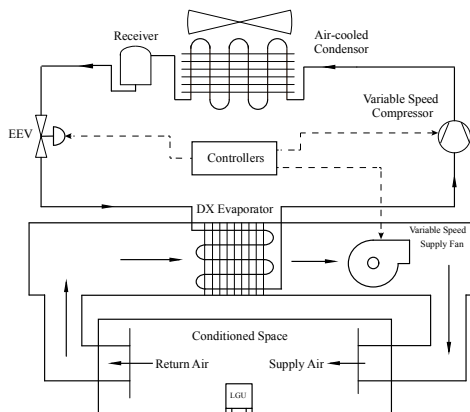 Receiver
Air-cooled
Condensor
Variable Speed
Compressor
EEV
Controllers
DX Evaporator
Variable Speed
Supply Fan
Conditioned Space
Return Air
Supply Air
LGU